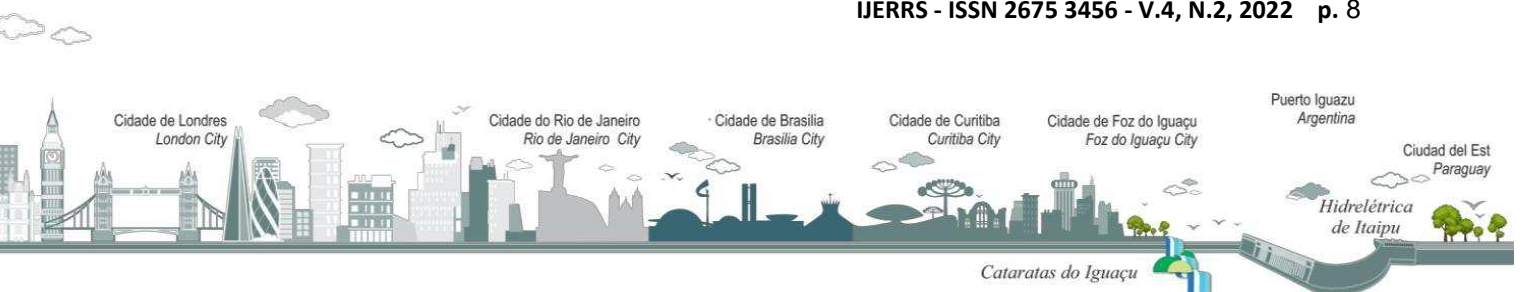 IJERRS - ISSN 2675 3456 - V.4, N.2, 2022 p. 8
Cidade de Londres
London City
Cidade do Rio de Janeiro
Rio de Janeiro City
Cidade de Brasilia
Brasilia City
Cidade de Curitiba
Curitiba City
Cidade de Foz do Iguaçu
Foz do Iguaçu City
Puerto Iguazu
Argentina
Ciudad del Est
Paraguay
Hidrelétrica
de Itaipu
Cataratas do Iguaçu